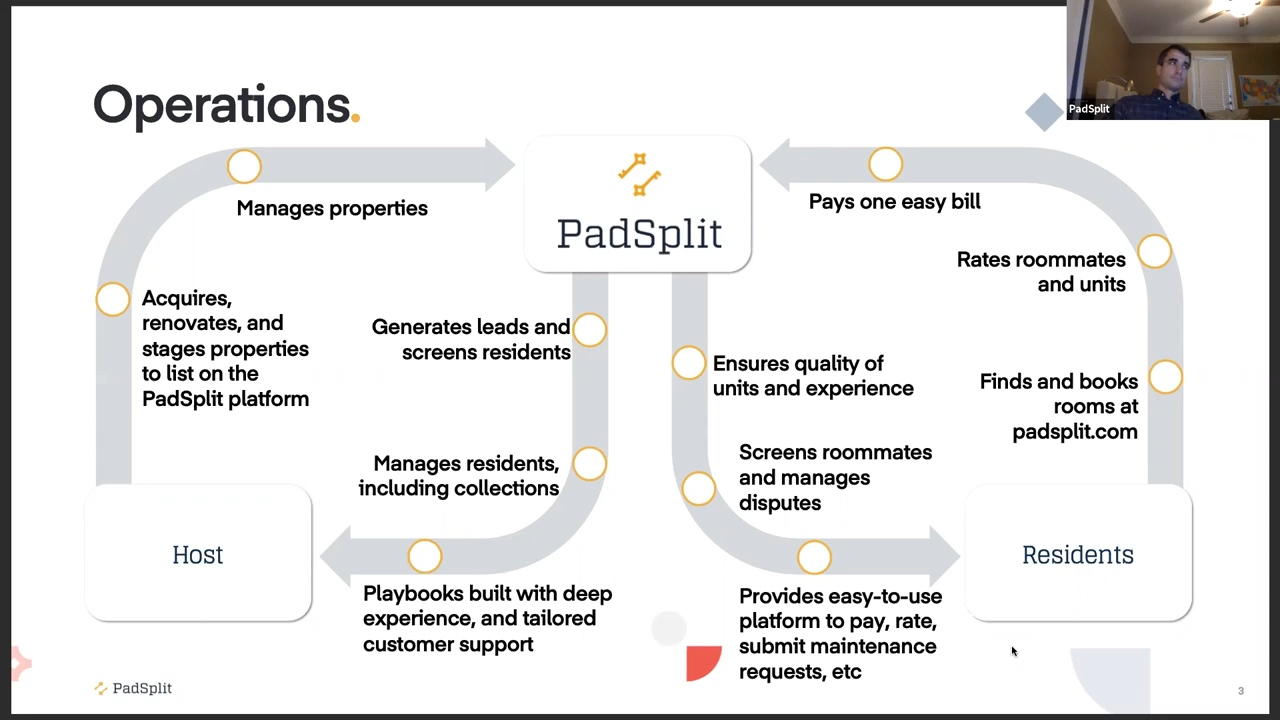 Operations.
PadSplit
PadSplit
Manages properties
Acquires,
renovates, and
stages properties
to list on the
PadSplit platform
Generates leads and
screens residents
Manages residents,
including collections
Playbooks built with deep
experience, and tailored
customer support
Host
Pays one easy bill
Rates roommates
and units
Finds and books
rooms at
padsplit.com
Ensures quality of
units and experience
Screens roommates
and manages
disputes
Provides easy-to-use
platform to pay, rate,
submit maintenance
requests, etc
Residents
PadSplit
3